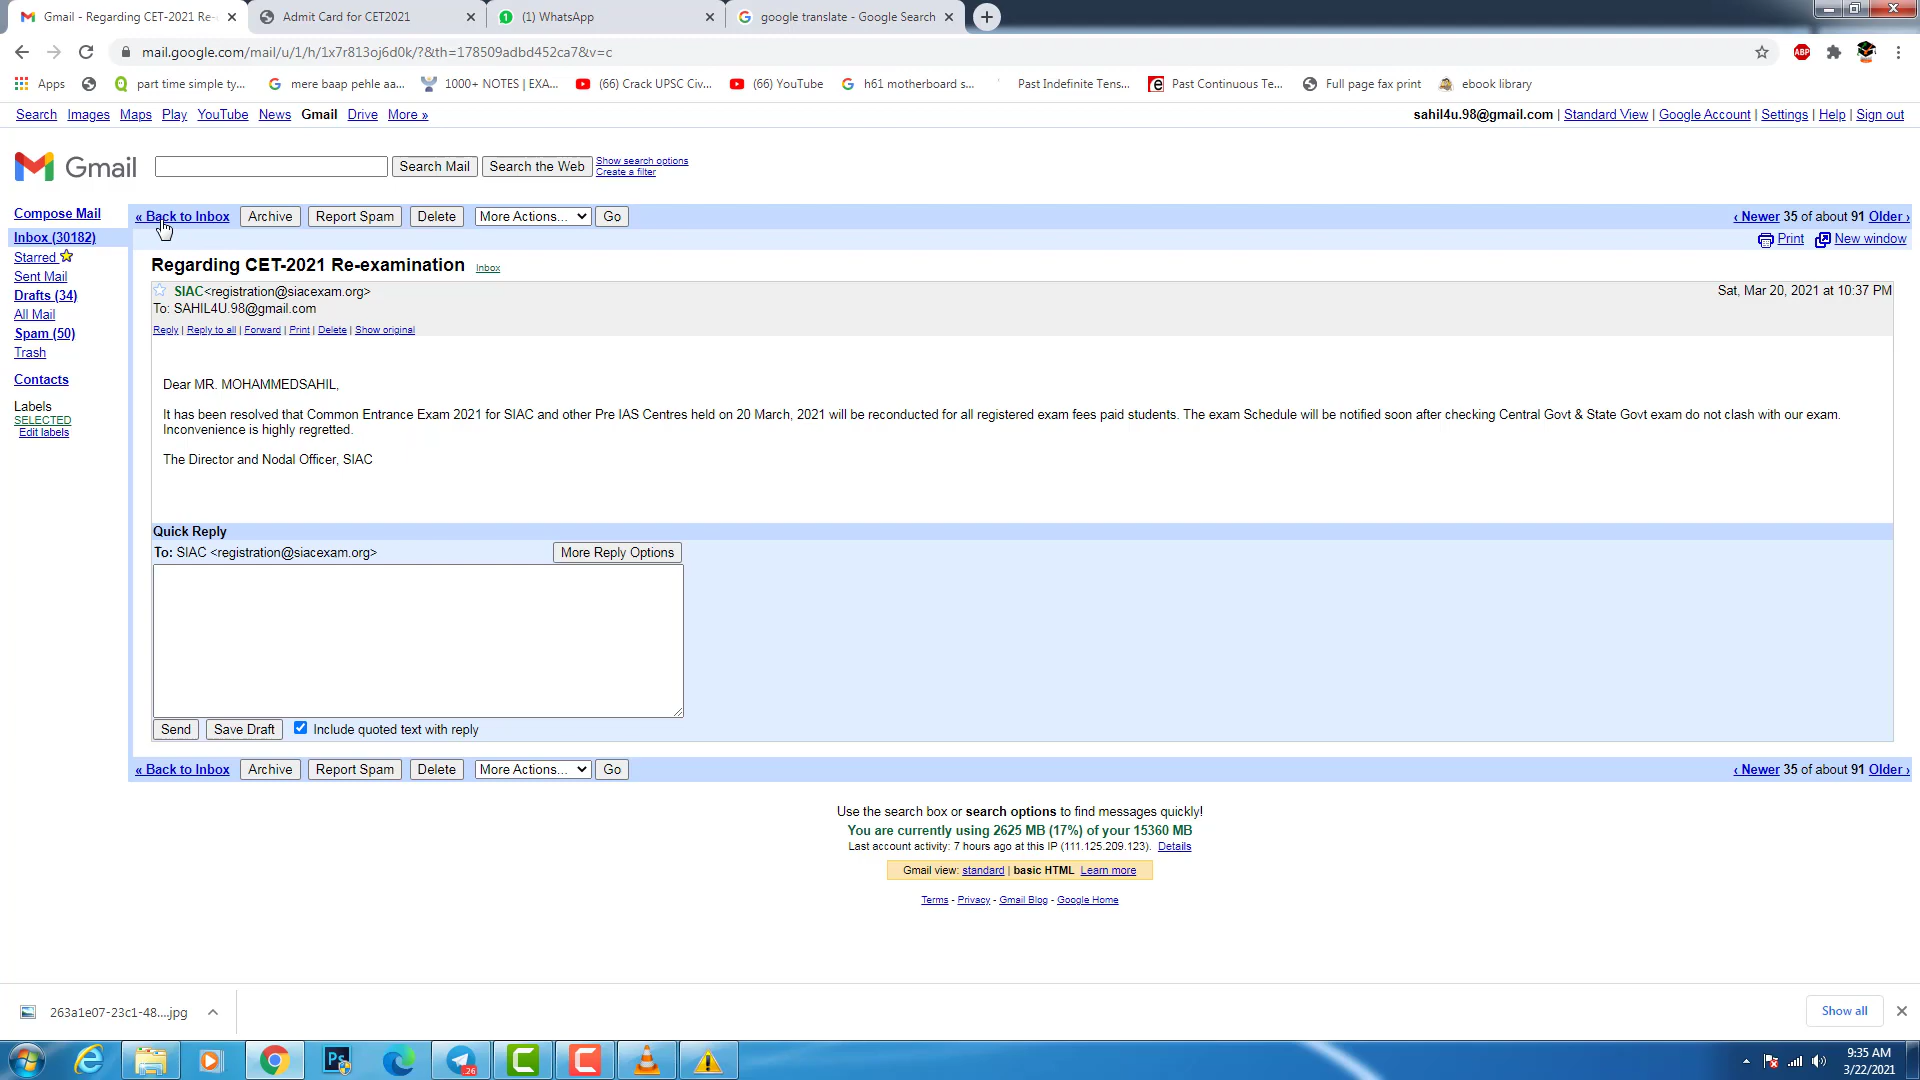 Gmail - Regarding CET-2021 Re-
Admit Card for CET2021
(1) WhatsApp
google translate - Google Search
mail.google.com/mail/u/1/h/1x7r813oj6d0k/?&th=178509adbd452ca7&v=c
ABP
Apps
part time simple ty...
mere baap pehle aa...
1000+ NOTES | EXA...
(66) Crack UPSC Civ...
(66) YouTube
h61 motherboard s...
Past Indefinite Tens...
Past Continuous Te...
Full page fax print
ebook library
Search Images Maps Play YouTube News Gmail Drive More »
sahil4u.98@gmail.com | Standard View | Google Account | Settings | Help | Sign out
Gmail
Search Mail
Search the Web
Show search options
Create a filter
Compose Mail
Inbox (30182)
Starred
Sent Mail
Drafts (34)
All Mail
Spam (50)
Trash
Contacts
Labels
SELECTED
Edit labels
« Back to Inbox Archive Report Spam Delete More Actions... Go
‹ Newer 35 of about 91 Older ›
Print New window
Regarding CET-2021 Re-examination Inbox
SIAC<registration@siacexam.org>
Sat, Mar 20, 2021 at 10:37 PM
To: SAHIL4U.98@gmail.com
Reply | Reply to all | Forward | Print | Delete | Show original
Dear MR. MOHAMMEDSAHIL,
It has been resolved that Common Entrance Exam 2021 for SIAC and other Pre IAS Centres held on 20 March, 2021 will be reconducted for all registered exam fees paid students. The exam Schedule will be notified soon after checking Central Govt & State Govt exam do not clash with our exam.
Inconvenience is highly regretted.
The Director and Nodal Officer, SIAC
Quick Reply
To: SIAC <registration@siacexam.org>
More Reply Options
Send Save Draft Include quoted text with reply
« Back to Inbox Archive Report Spam Delete More Actions... Go
‹ Newer 35 of about 91 Older ›
Use the search box or search options to find messages quickly!
You are currently using 2625 MB (17%) of your 15360 MB
Last account activity: 7 hours ago at this IP (111.125.209.123). Details
Gmail view: standard | basic HTML Learn more
Terms - Privacy - Gmail Blog - Google Home
263a1e07-23c1-48....jpg
Show all
Ps
26
9:35 AM
3/22/2021